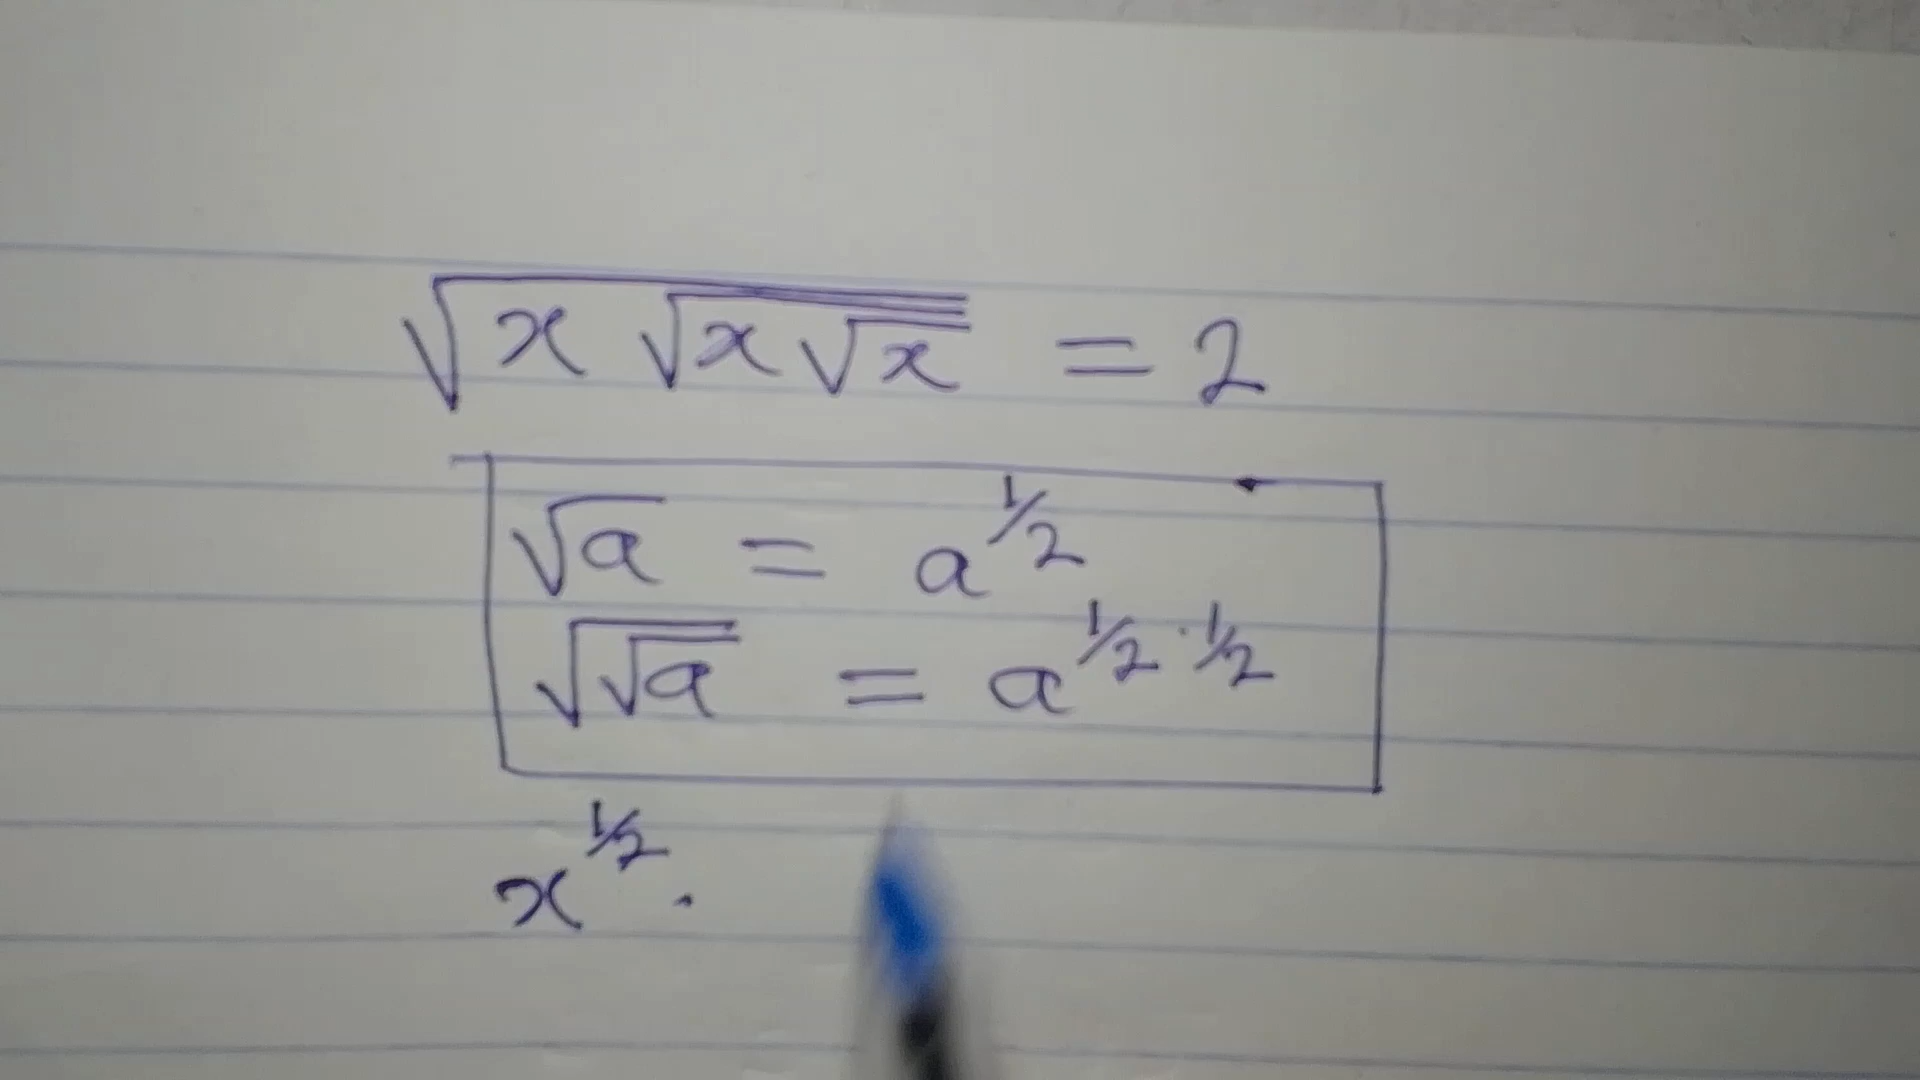 √(x√(x√x)) = 2
√a = a^(1/2)
√√a = a^(1/2 · 1/2)
x^(1/2) ·